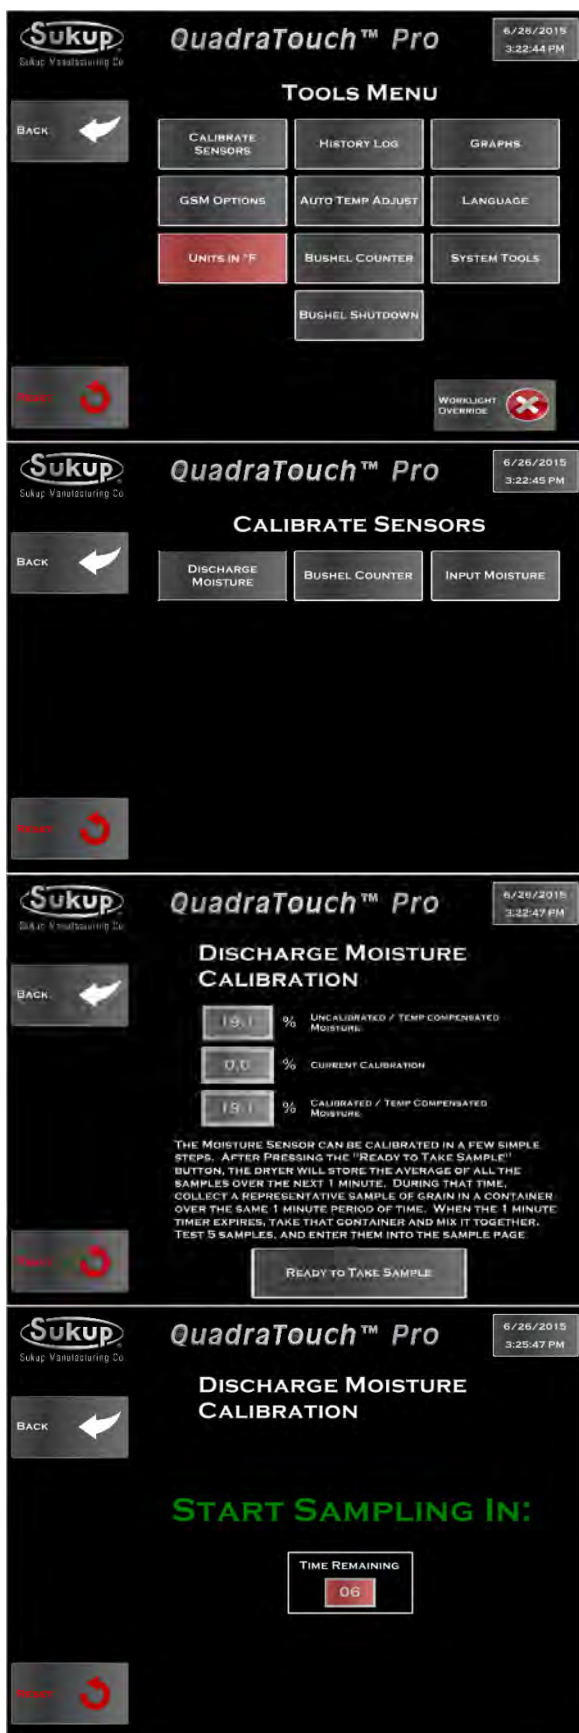 Sukup
Sukup Manufacturing Co
QuadraTouch™ Pro
6/26/2015
3:22:44 PM
TOOLS MENU
BACK
CALIBRATE
SENSORS
HISTORY LOG
GRAPHS
GSM OPTIONS
AUTO TEMP ADJUST
LANGUAGE
UNITS IN °F
BUSHEL COUNTER
SYSTEM TOOLS
BUSHEL SHUTDOWN
RESET
WORKLIGHT
OVERRIDE
Sukup
Sukup Manufacturing Co
QuadraTouch™ Pro
6/26/2015
3:22:45 PM
CALIBRATE SENSORS
BACK
DISCHARGE
MOISTURE
BUSHEL COUNTER
INPUT MOISTURE
RESET
Sukup
Sukup Manufacturing Co
QuadraTouch™ Pro
6/26/2015
3:22:47 PM
DISCHARGE MOISTURE
CALIBRATION
BACK
19.1 % UNCALIBRATED / TEMP COMPENSATED
MOISTURE
0.0 % CURRENT CALIBRATION
19.1 % CALIBRATED / TEMP COMPENSATED
MOISTURE
THE MOISTURE SENSOR CAN BE CALIBRATED IN A FEW SIMPLE
STEPS. AFTER PRESSING THE "READY TO TAKE SAMPLE"
BUTTON, THE DRYER WILL STORE THE AVERAGE OF ALL THE
SAMPLES OVER THE NEXT 1 MINUTE. DURING THAT TIME,
COLLECT A REPRESENTATIVE SAMPLE OF GRAIN IN A CONTAINER
OVER THE SAME 1 MINUTE PERIOD OF TIME. WHEN THE 1 MINUTE
TIMER EXPIRES, TAKE THAT CONTAINER AND MIX IT TOGETHER.
TEST 5 SAMPLES, AND ENTER THEM INTO THE SAMPLE PAGE
RESET
READY TO TAKE SAMPLE
Sukup
Sukup Manufacturing Co
QuadraTouch™ Pro
6/26/2015
3:25:47 PM
DISCHARGE MOISTURE
CALIBRATION
BACK
START SAMPLING IN:
TIME REMAINING
06
RESET